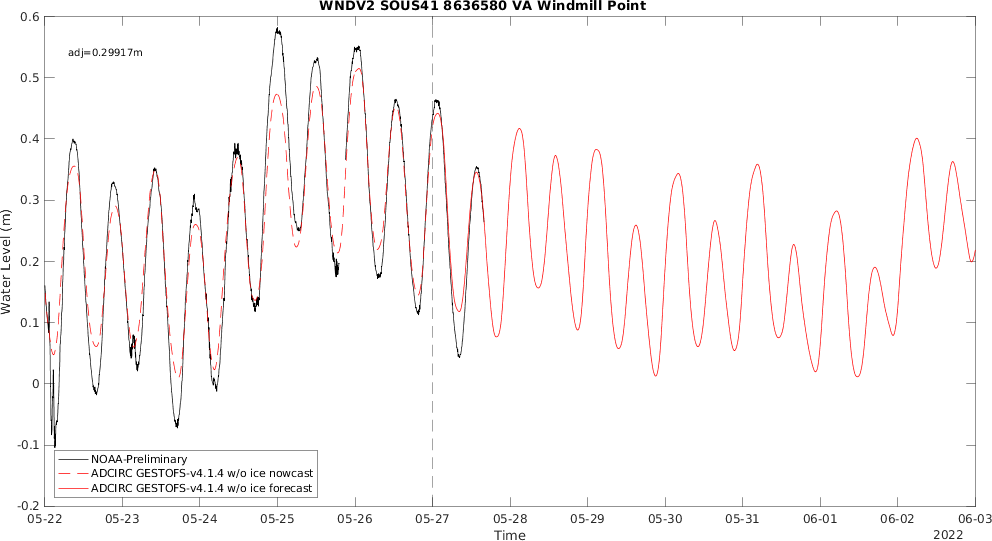 WNDV2 SOUS41 8636580 VA Windmill Point
adj=0.29917m
0.6
0.5
0.4
0.3
0.2
0.1
0
-0.1
-0.2
Water Level (m)
NOAA-Preliminary
ADCIRC GESTOFS-v4.1.4 w/o ice nowcast
ADCIRC GESTOFS-v4.1.4 w/o ice forecast
05-22 05-23 05-24 05-25 05-26 05-27 05-28 05-29 05-30 05-31 06-01 06-02 06-03
Time
2022